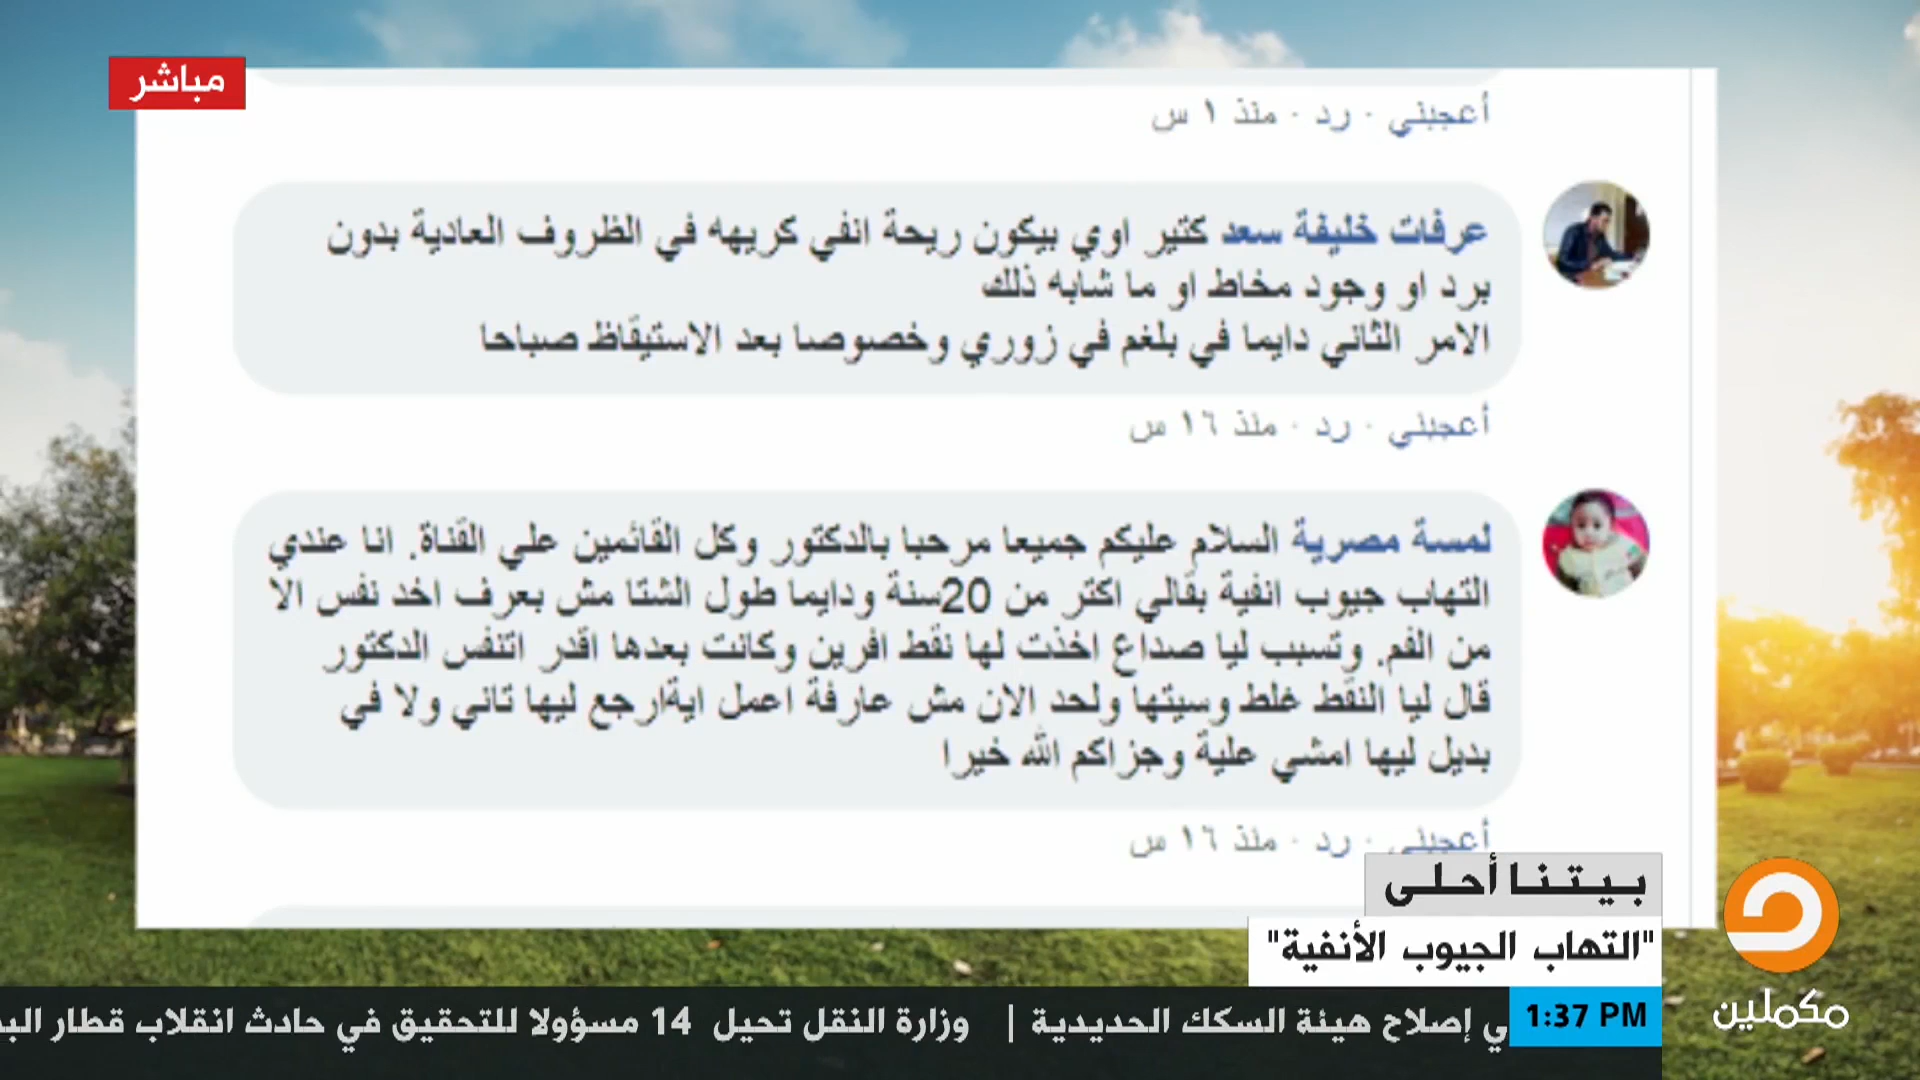 مباشر
أعجبني · رد · منذ ١ س
عرفات خليفة سعد كتير اوي بيكون ريحة انفي كريهه في الظروف العادية بدون
برد او وجود مخاط او ما شابه ذلك
الامر الثاني دايما في بلغم في زوري وخصوصا بعد الاستيقاظ صباحا
أعجبني · رد · منذ ١٦ س
لمسة مصرية السلام عليكم جميعا مرحبا بالدكتور وكل القائمين علي القناة. انا عندي
التهاب جيوب انفية بقالي اكتر من 20سنة ودايما طول الشتا مش بعرف اخد نفس الا
من الفم. وتسبب ليا صداع اخذت لها نقط افرين وكانت بعدها اقدر اتنفس الدكتور
قال ليا النقط غلط وسيتها ولحد الان مش عارفة اعمل ايةارجع ليها تاني ولا في
بديل ليها امشي علية وجزاكم الله خيرا
أعجبني · رد · منذ ١٦ س
بيتنا أحلى
"التهاب الجيوب الأنفية"
مكملين
1:37 PM
ي إصلاح هيئة السكك الحديدية | وزارة النقل تحيل 14 مسؤولا للتحقيق في حادث انقلاب قطار